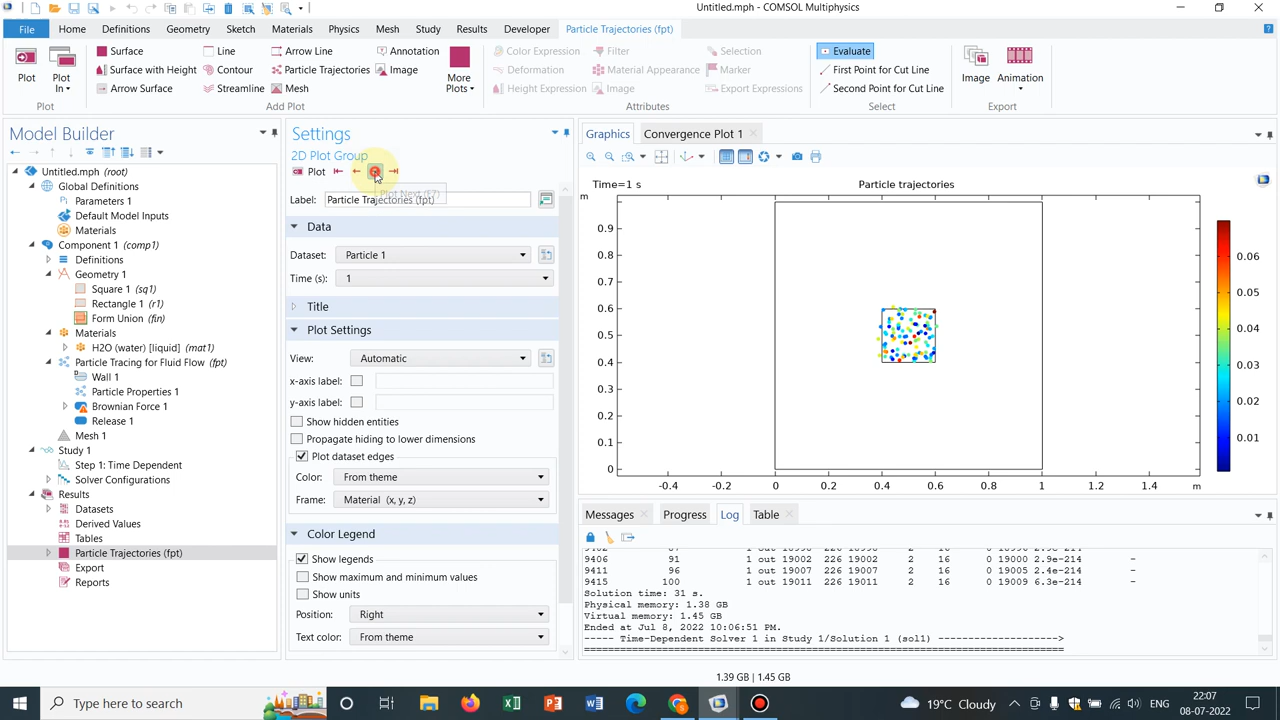 Untitled.mph - COMSOL Multiphysics
File Home Definitions Geometry Sketch Materials Physics Mesh Study Results Developer Particle Trajectories (fpt)
Surface Line Arrow Line Annotation Color Expression Filter Selection Evaluate
Surface with Height Contour Particle Trajectories Image Deformation Material Appearance Marker First Point for Cut Line
Arrow Surface Streamline Mesh Height Expression Image Export Expressions Second Point for Cut Line
Plot Plot In More Plots Image Animation
Plot Add Plot Attributes Select Export
Model Builder
Untitled.mph (root)
Global Definitions
Parameters 1
Default Model Inputs
Materials
Component 1 (comp1)
Definitions
Geometry 1
Square 1 (sq1)
Rectangle 1 (r1)
Form Union (fin)
Materials
H2O (water) [liquid] (mat1)
Particle Tracing for Fluid Flow (fpt)
Wall 1
Particle Properties 1
Brownian Force 1
Release 1
Mesh 1
Study 1
Step 1: Time Dependent
Solver Configurations
Results
Datasets
Derived Values
Tables
Particle Trajectories (fpt)
Export
Reports
Settings
2D Plot Group
Plot
Plot Next (F7)
Label: Particle Trajectories (fpt)
Data
Dataset: Particle 1
Time (s): 1
Title
Plot Settings
View: Automatic
x-axis label:
y-axis label:
Show hidden entities
Propagate hiding to lower dimensions
Plot dataset edges
Color: From theme
Frame: Material (x, y, z)
Color Legend
Show legends
Show maximum and minimum values
Show units
Position: Right
Text color: From theme
Graphics Convergence Plot 1
Time=1 s Particle trajectories
m
0.9
0.8
0.7
0.6
0.5
0.4
0.3
0.2
0.1
0
-0.4 -0.2 0 0.2 0.4 0.6 0.8 1 1.2 1.4 m
0.06
0.05
0.04
0.03
0.02
0.01
Messages Progress Log Table
9406 91 1 out 19002 226 19002 2 16 0 19000 2.9e-214 -
9411 96 1 out 19007 226 19007 2 16 0 19005 2.4e-214 -
9415 100 1 out 19011 226 19011 2 16 0 19009 6.3e-214 -
Solution time: 31 s.
Physical memory: 1.38 GB
Virtual memory: 1.45 GB
Ended at Jul 8, 2022 10:06:51 PM.
----- Time-Dependent Solver 1 in Study 1/Solution 1 (sol1) -------------------->
1.39 GB | 1.45 GB
Type here to search
19°C Cloudy
ENG
22:07
08-07-2022